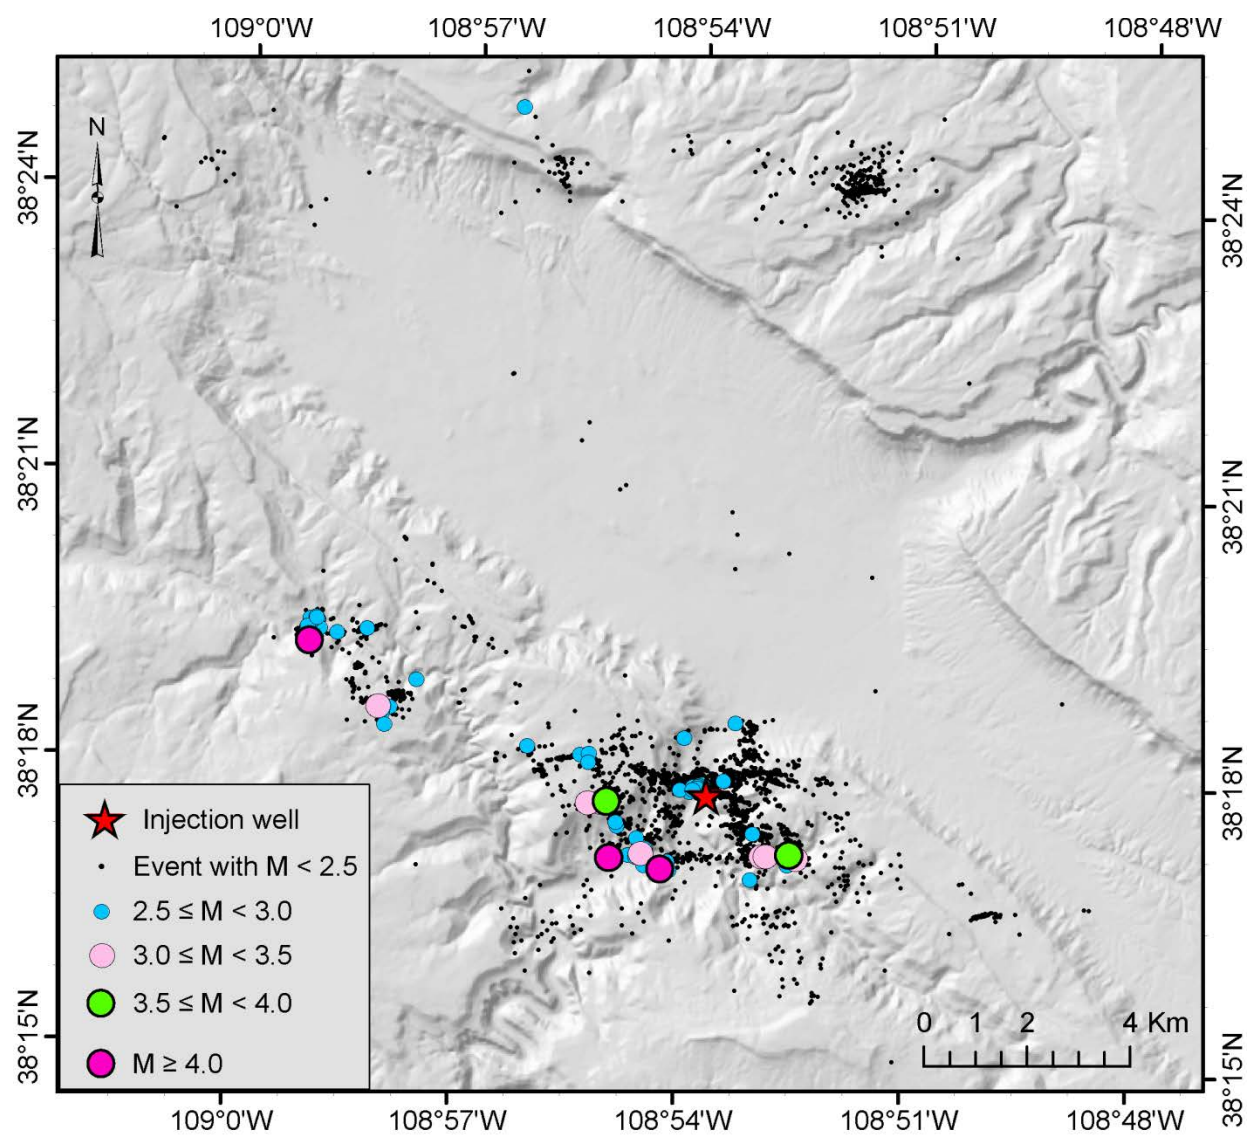 109°0'W 108°57'W 108°54'W 108°51'W 108°48'W
N
38°24'N
38°24'N
38°21'N
38°21'N
38°18'N
38°18'N
Injection well
Event with M < 2.5
2.5 ≤ M < 3.0
3.0 ≤ M < 3.5
3.5 ≤ M < 4.0
M ≥ 4.0
0 1 2 4 Km
38°15'N
38°15'N
109°0'W 108°57'W 108°54'W 108°51'W 108°48'W